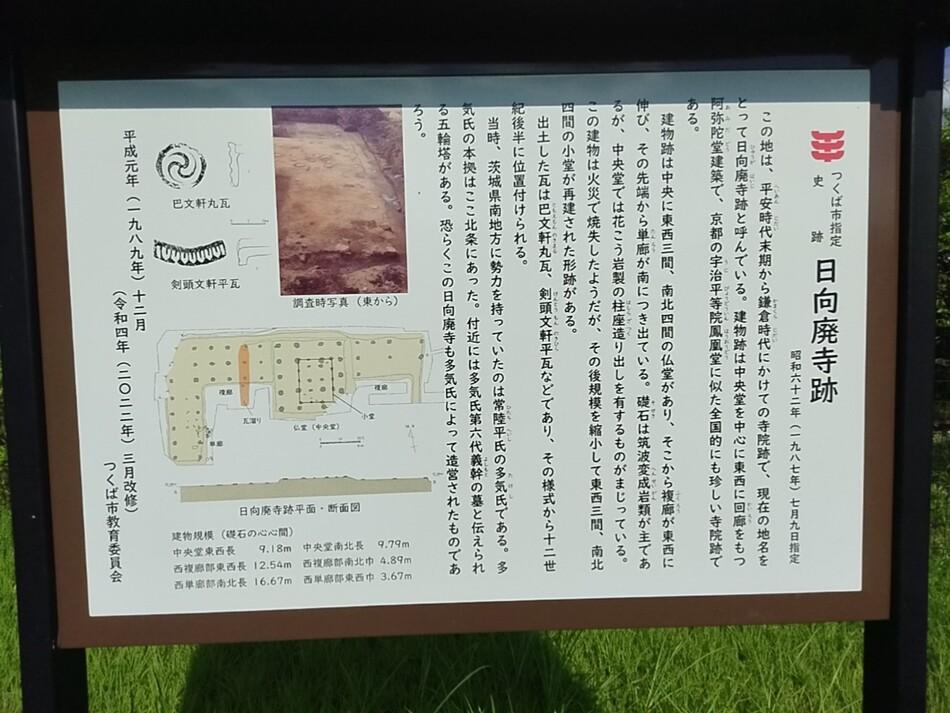 つくば市指定
史跡
日向廃寺跡
昭和六十二年（一九八七年）七月九日指定
この地は、平安時代末期から鎌倉時代にかけての寺院跡で、現在の地名を
とって日向廃寺跡と呼んでいる。建物跡は中央堂を中心に東西に回廊をもつ
阿弥陀堂建築で、京都の宇治平等院鳳凰堂に似た全国的にも珍しい寺院跡で
ある。
建物跡は中央に東西三間、南北四間の仏堂があり、そこから複廊が東西に
伸び、その先端から単廊が南につき出ている。礎石は筑波変成岩類が主であ
るが、中央堂では花こう岩製の柱座造り出しを有するものがまじっている。
この建物は火災で焼失したようだが、その後規模を縮小して東西三間、南北
四間の小堂が再建された形跡がある。
出土した瓦は巴文軒丸瓦、剣頭文軒平瓦などであり、その様式から十二世
紀後半に位置付けられる。
当時、茨城県南地方に勢力を持っていたのは常陸平氏の多気氏である。多
気氏の本拠はここ北条にあった。付近には多気氏第六代義幹の墓と伝えられ
る五輪塔がある。恐らくこの日向廃寺も多気氏によって造営されたものであ
ろう。
調査時写真（東から）
巴文軒丸瓦
剣頭文軒平瓦
複廊
瓦溜り
仏堂（中央堂）
小堂
複廊
単廊
日向廃寺跡平面・断面図
建物規模（礎石の心心間）
中央堂東西長 9.18m 中央堂南北長 9.79m
西複廊部東西長 12.54m 西複廊部南北巾 4.89m
西単廊部南北長 16.67m 西単廊部東西巾 3.67m
平成元年（一九八九年）十二月
（令和四年（二〇二二年）三月改修）
つくば市教育委員会